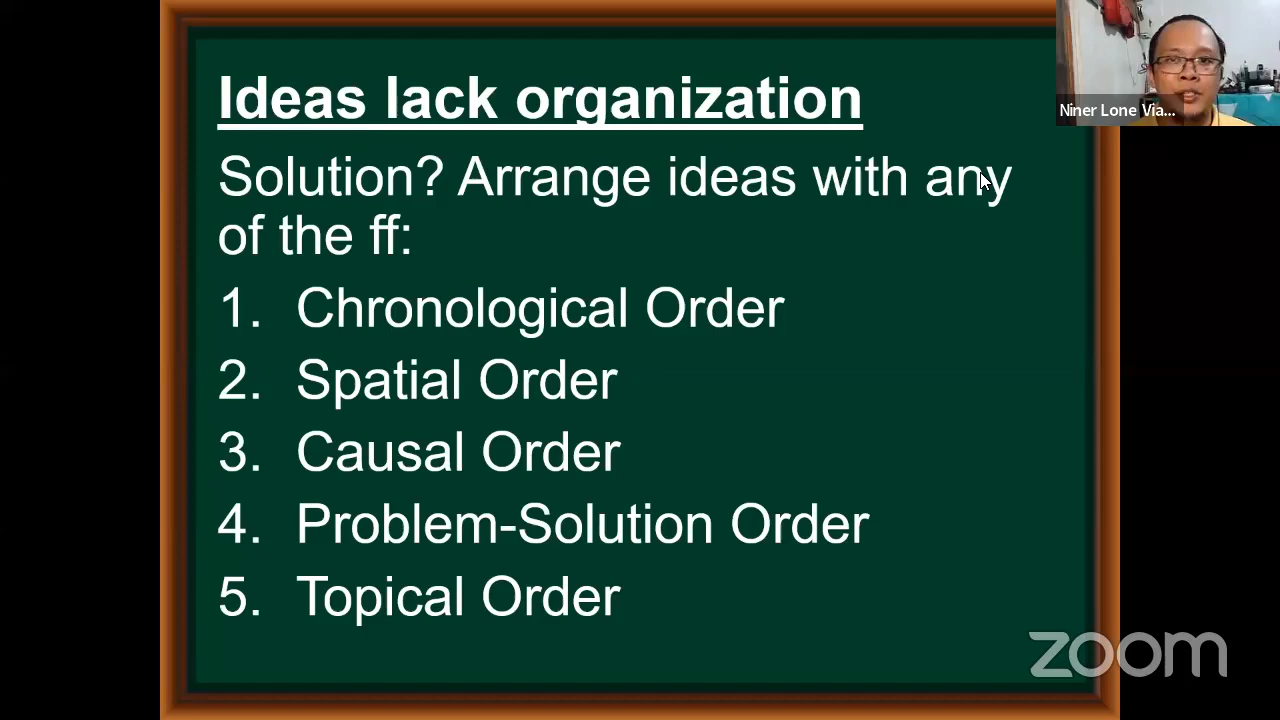 Ideas lack organization
Solution? Arrange ideas with any
of the ff:
1. Chronological Order
2. Spatial Order
3. Causal Order
4. Problem-Solution Order
5. Topical Order
Niner Lone Via...
zoom